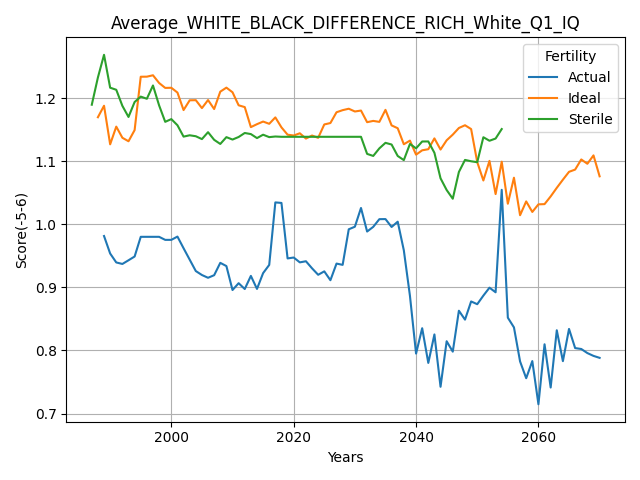 Average_WHITE_BLACK_DIFFERENCE_RICH_White_Q1_IQ
Fertility
Actual
Ideal
Sterile
Score(-5-6)
1.2
1.1
1.0
0.9
0.8
0.7
2000
2020
2040
2060
Years